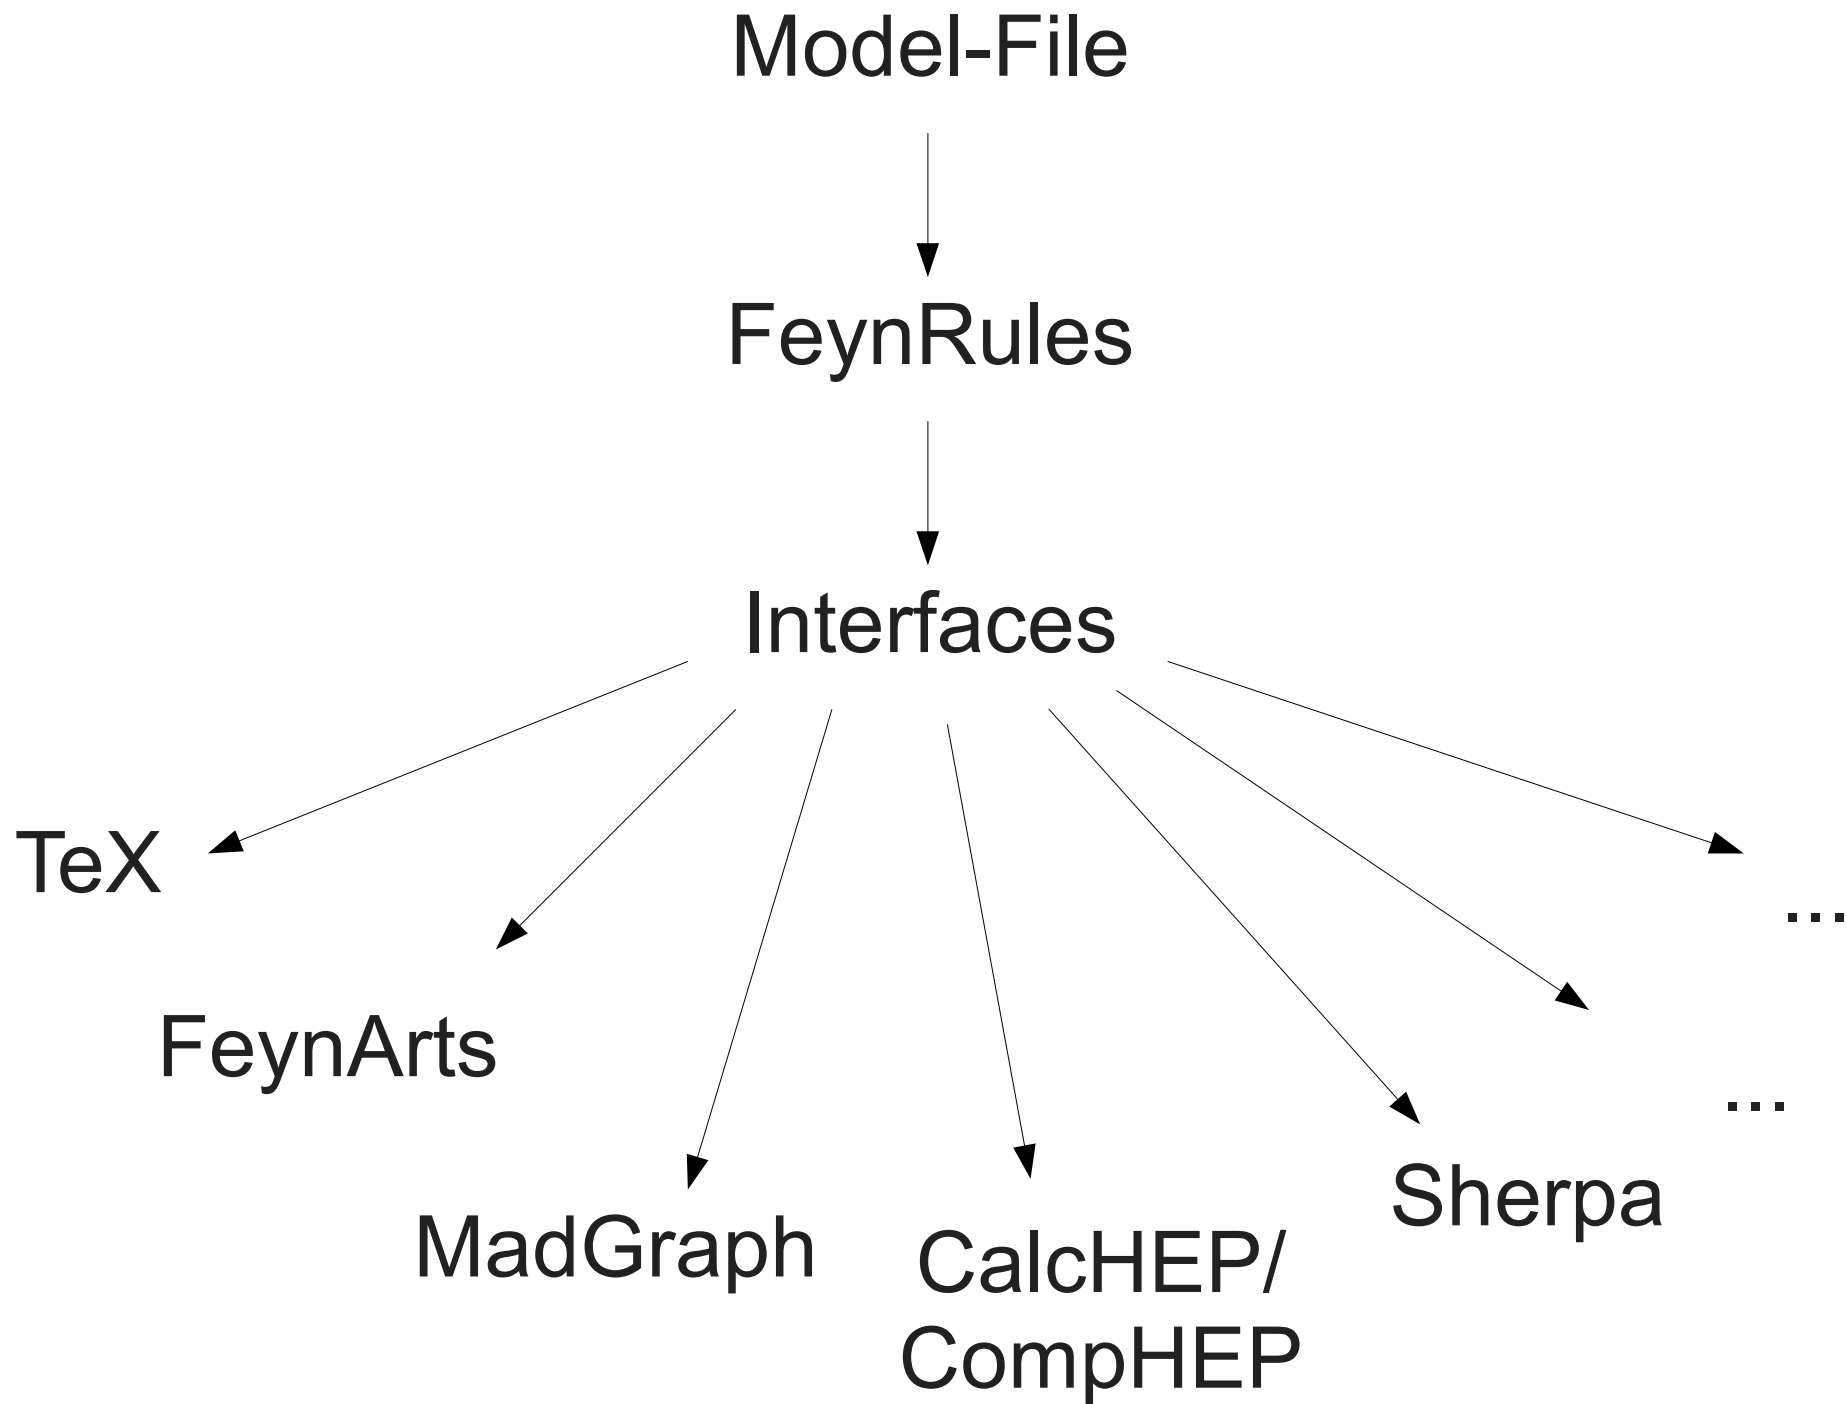 Model-File
FeynRules
Interfaces
TeX
...
FeynArts
...
MadGraph
CalcHEP/
CompHEP
Sherpa